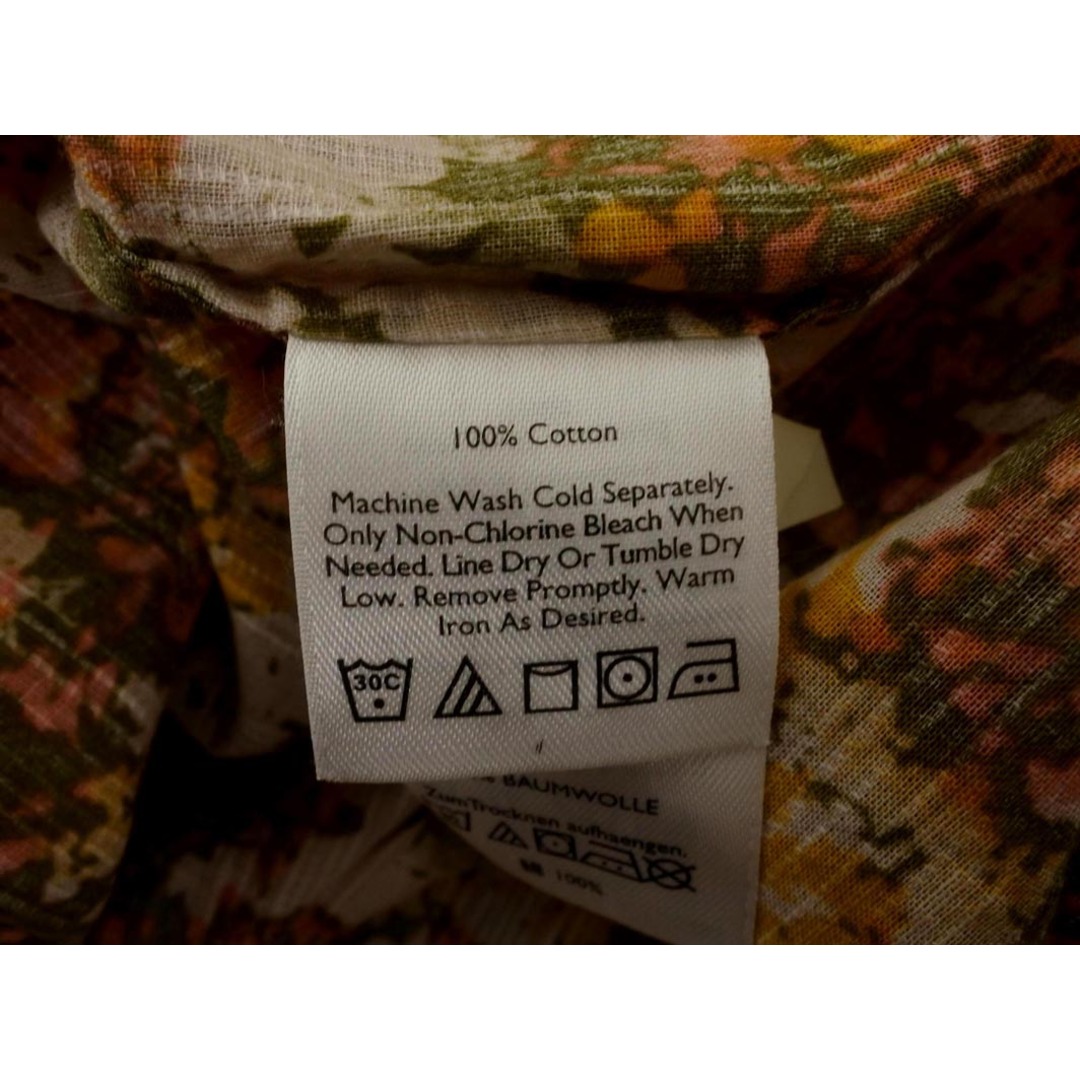 100% Cotton
Machine Wash Cold Separately.
Only Non-Chlorine Bleach When
Needed. Line Dry Or Tumble Dry
Low. Remove Promptly. Warm
Iron As Desired.
30C
BAUMWOLLE
Zum Trocknen aufhaengen.
100%